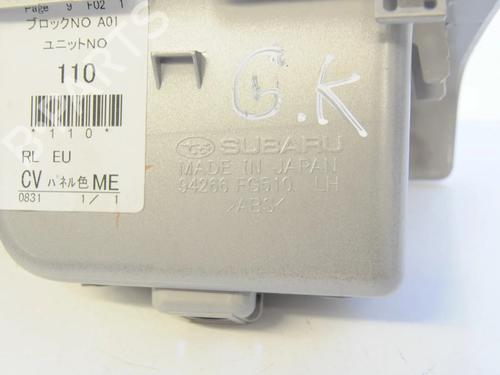 Page 9 F02 1
ブロックNO A01
ユニットNO
110
*110*
RL EU
CV パネル色 ME
0831 1/ 1
G.K
SUBARU
MADE IN JAPAN
94266 FG510 LH
>ABS<